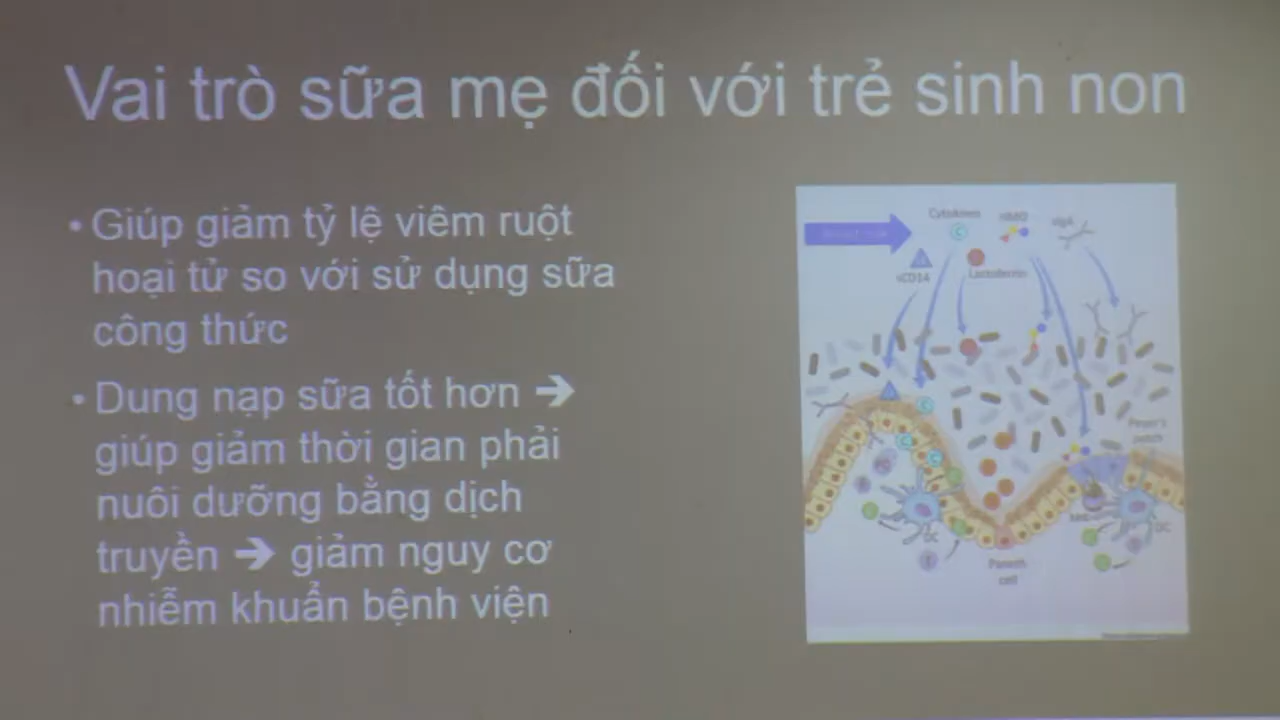 Vai trò sữa mẹ đối với trẻ sinh non
• Giúp giảm tỷ lệ viêm ruột
hoại tử so với sử dụng sữa
công thức
• Dung nạp sữa tốt hơn ➔
giúp giảm thời gian phải
nuôi dưỡng bằng dịch
truyền ➔ giảm nguy cơ
nhiễm khuẩn bệnh viện
Cytokines
HMO
sIgA
C
sCD14
Lactoferrin
C
C
C
Peyer's
patch
DC
DC
Paneth
cell